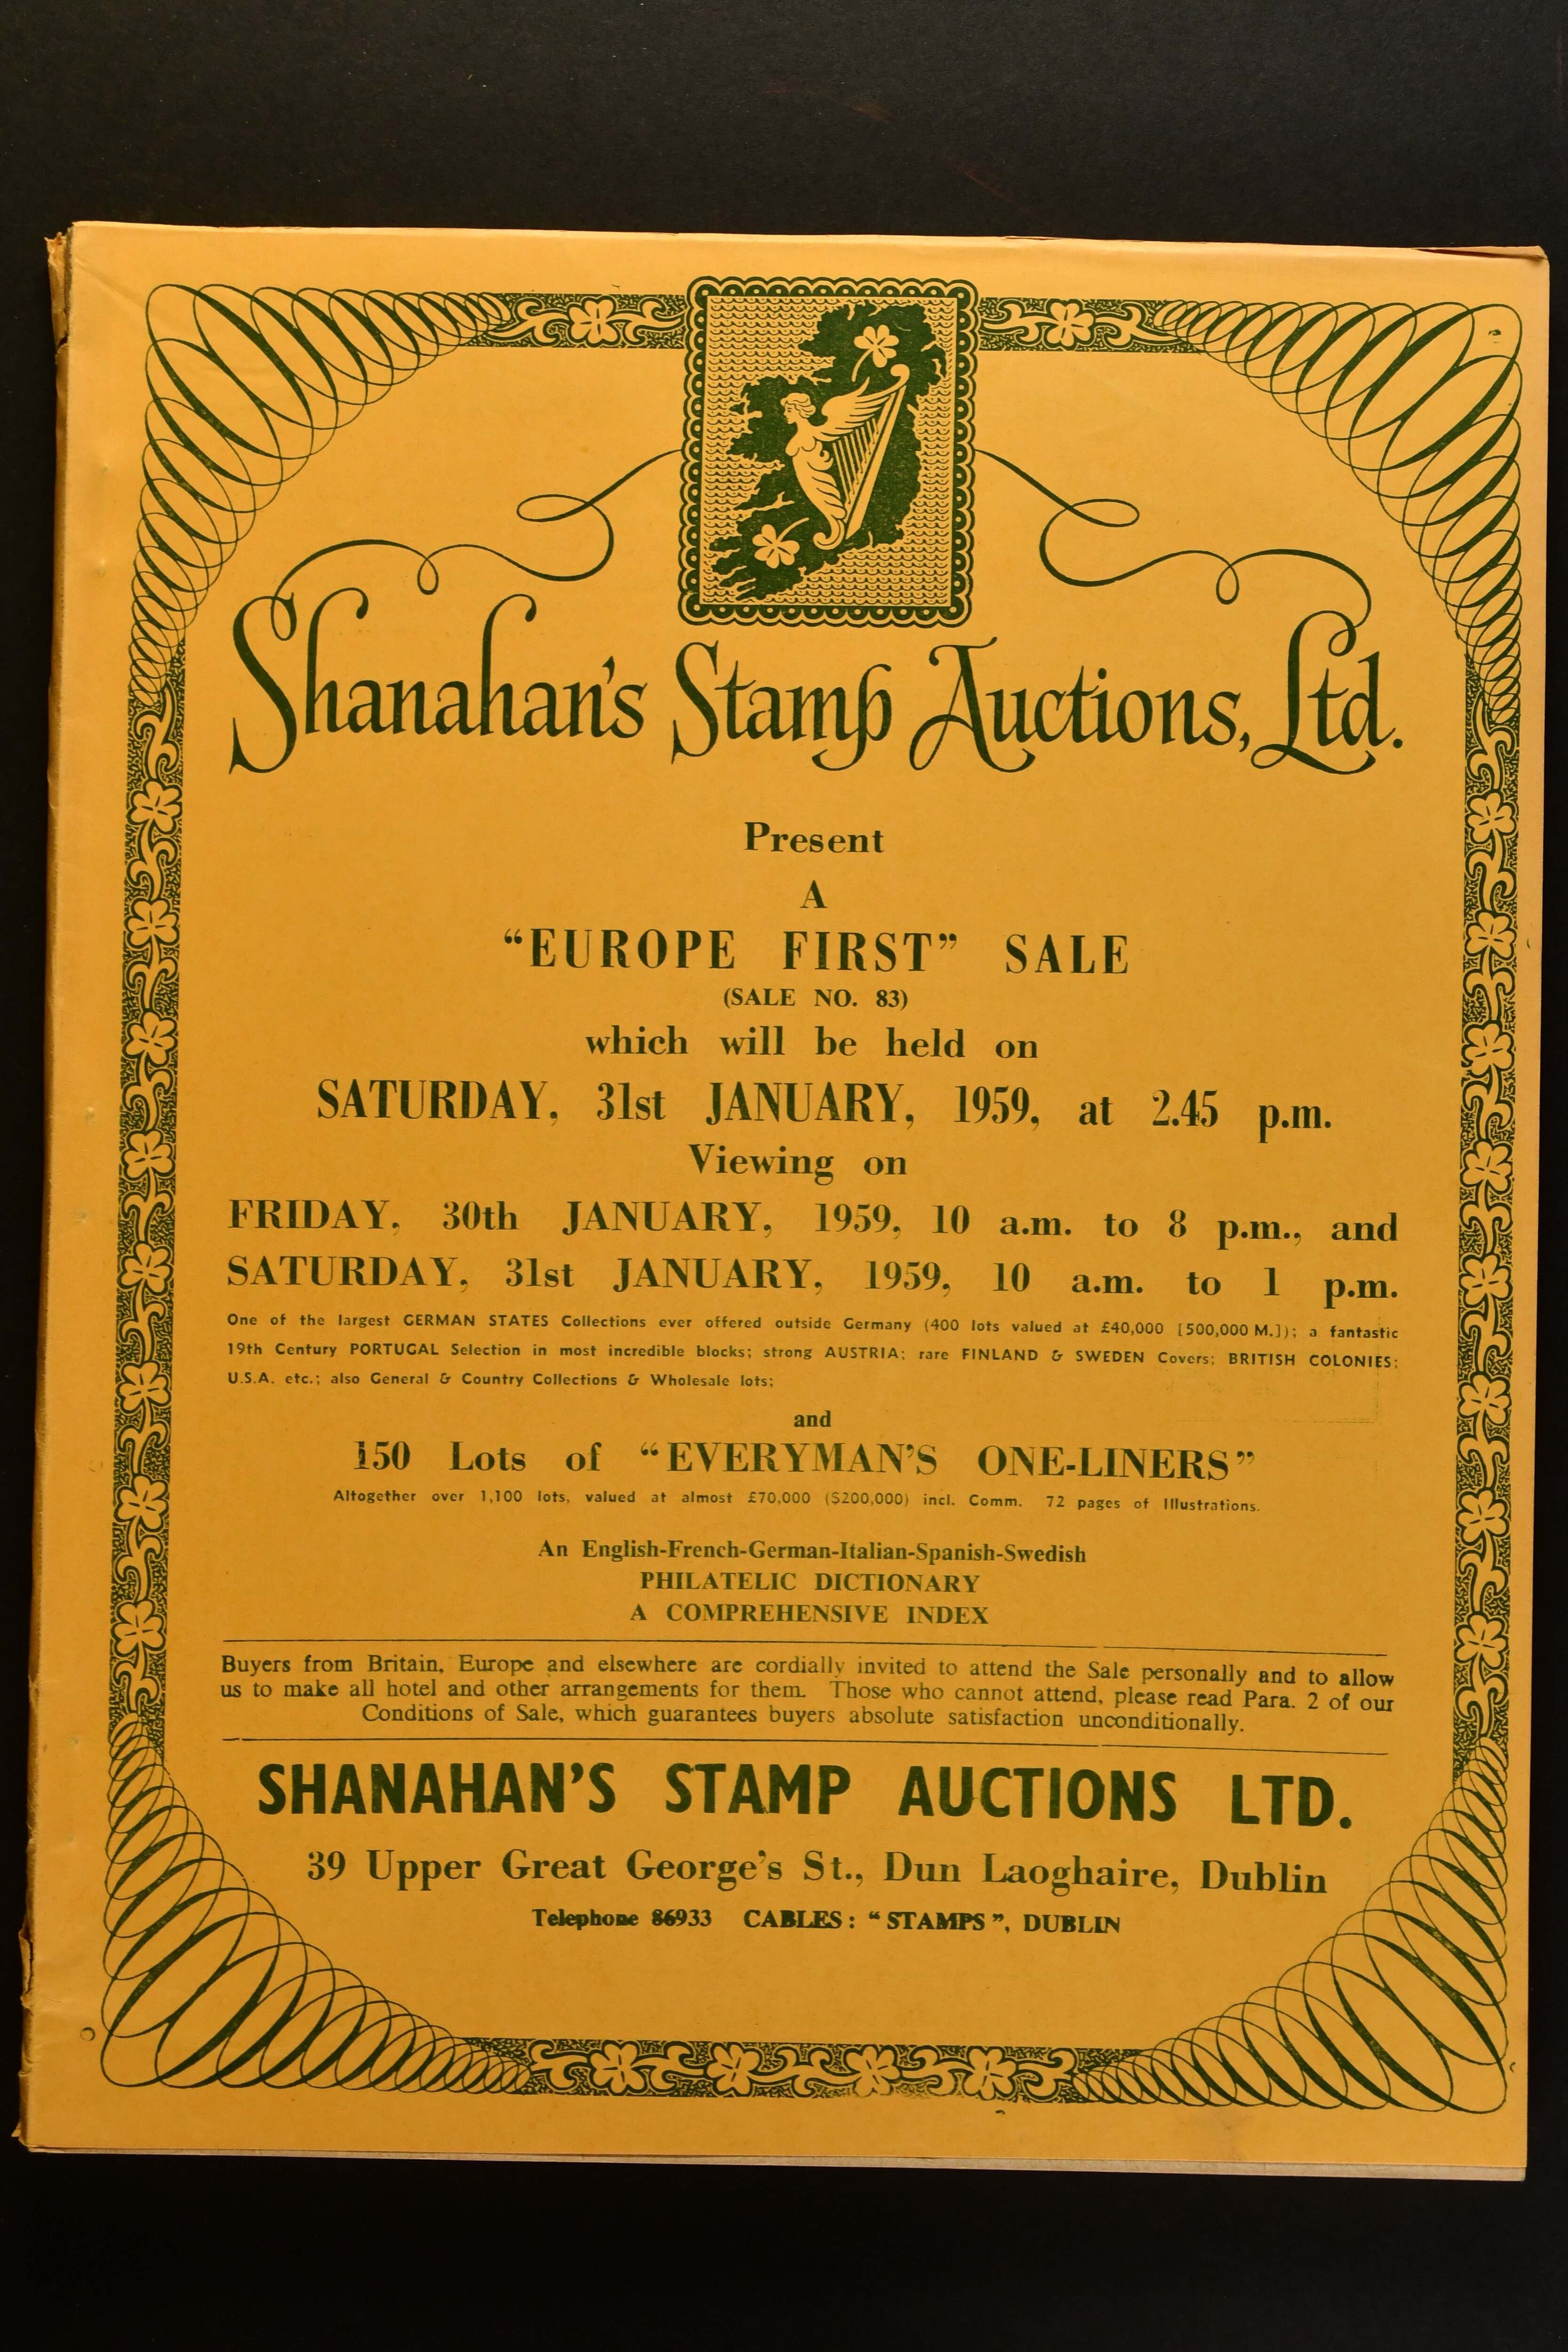 Shanahan's Stamp Auctions, Ltd.
Present
A
“EUROPE FIRST” SALE
(SALE NO. 83)
which will be held on
SATURDAY, 31st JANUARY, 1959, at 2.45 p.m.
Viewing on
FRIDAY, 30th JANUARY, 1959, 10 a.m. to 8 p.m., and
SATURDAY, 31st JANUARY, 1959, 10 a.m. to 1 p.m.
One of the largest GERMAN STATES Collections ever offered outside Germany (400 lots valued at £40,000 [500,000 M.]); a fantastic
19th Century PORTUGAL Selection in most incredible blocks; strong AUSTRIA; rare FINLAND & SWEDEN Covers; BRITISH COLONIES;
U.S.A. etc.; also General & Country Collections & Wholesale lots;
and
150 Lots of “EVERYMAN'S ONE-LINERS”
Altogether over 1,100 lots, valued at almost £70,000 ($200,000) incl. Comm. 72 pages of Illustrations.
An English-French-German-Italian-Spanish-Swedish
PHILATELIC DICTIONARY
A COMPREHENSIVE INDEX
Buyers from Britain, Europe and elsewhere are cordially invited to attend the Sale personally and to allow
us to make all hotel and other arrangements for them. Those who cannot attend, please read Para. 2 of our
Conditions of Sale, which guarantees buyers absolute satisfaction unconditionally.
SHANAHAN'S STAMP AUCTIONS LTD.
39 Upper Great George's St., Dun Laoghaire, Dublin
Telephone 86933 CABLES: “STAMPS”, DUBLIN